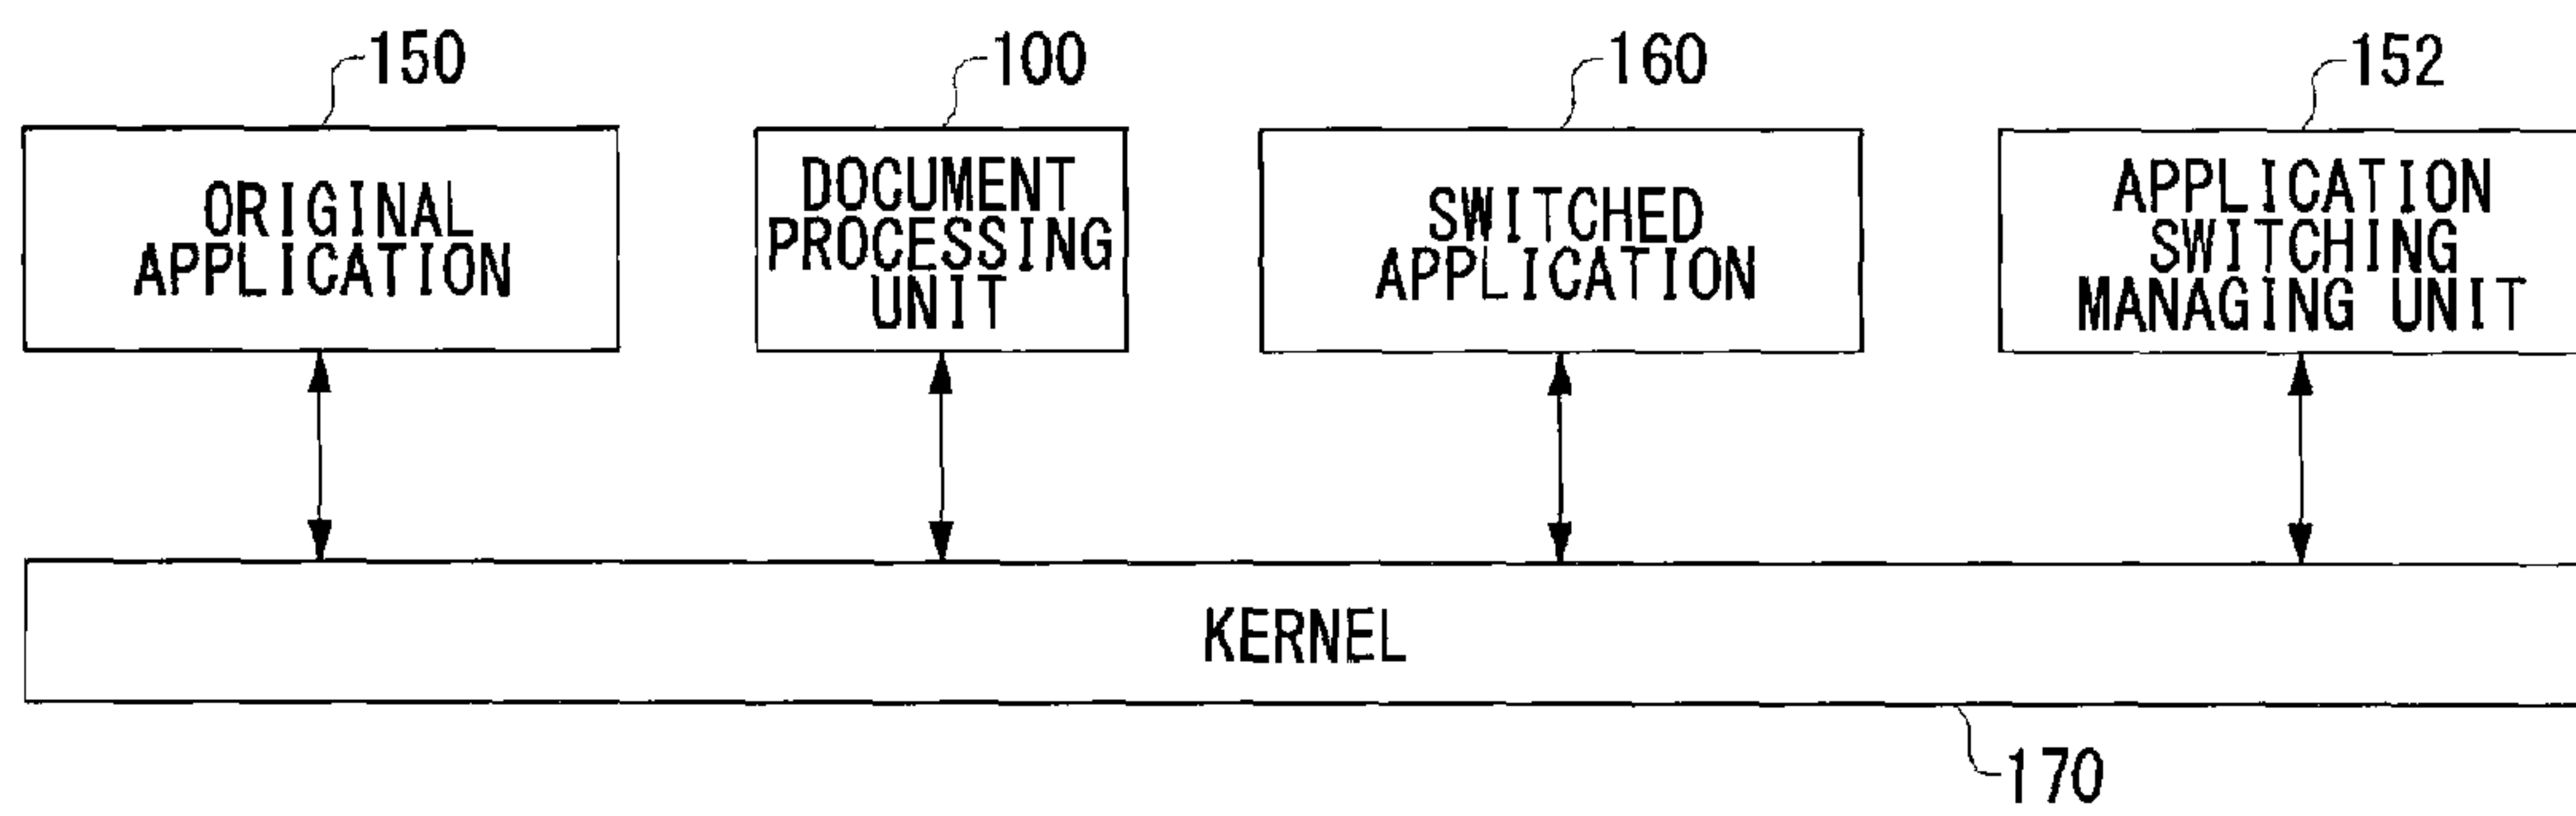 150
100
160
152
ORIGINAL
APPLICATION
DOCUMENT
PROCESSING
UNIT
SWITCHED
APPLICATION
APPLICATION
SWITCHING
MANAGING UNIT
KERNEL
170